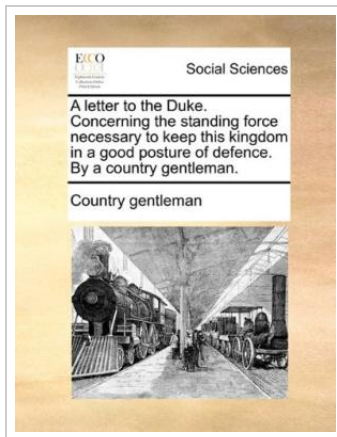 ECCO
Social Sciences
A letter to the Duke.
Concerning the standing force
necessary to keep this kingdom
in a good posture of defence.
By a country gentleman.
Country gentleman